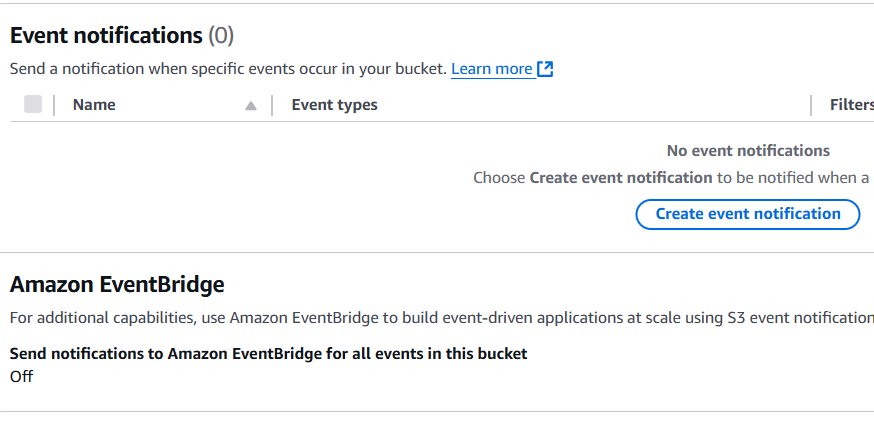 Event notifications (0)
Send a notification when specific events occur in your bucket. Learn more
Name Event types Filters
No event notifications
Choose Create event notification to be notified when a
Create event notification
Amazon EventBridge
For additional capabilities, use Amazon EventBridge to build event-driven applications at scale using S3 event notification
Send notifications to Amazon EventBridge for all events in this bucket
Off